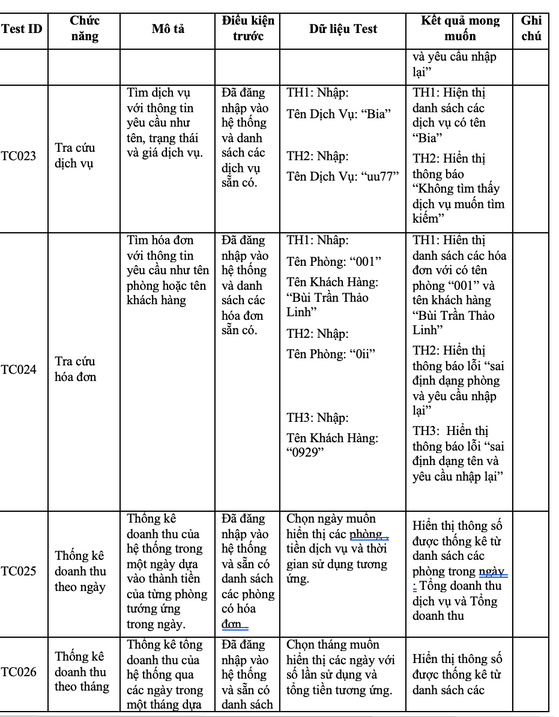 Test ID
Chức
năng
Mô tả
Điều kiện
trước
Dữ liệu Test
Kết quả mong
muốn
Ghi
chú
và yêu cầu nhập
lại”
TC023
Tra cứu
dịch vụ
Tìm dịch vụ
với thông tin
yêu cầu như
tên, trạng thái
và giá dịch vụ.
Đã đăng
nhập vào
hệ thống
và danh
sách các
dịch vụ
sẵn có.
TH1: Nhập:
Tên Dịch Vụ: “Bia”
TH2: Nhập:
Tên Dịch Vụ: “uu77”
TH1: Hiện thị
danh sách các
dịch vụ có tên
“Bia”
TH2: Hiển thị
thông báo
“Không tìm thấy
dịch vụ muốn tìm
kiếm”
TC024
Tra cứu
hóa đơn
Tìm hóa đơn
với thông tin
yêu cầu như tên
phòng hoặc tên
khách hàng
Đã đăng
nhập vào
hệ thống
và danh
sách các
hóa đơn
sẵn có.
TH1: Nhập:
Tên Phòng: “001”
Tên Khách Hàng:
“Bùi Trần Thảo
Linh”
TH2: Nhập:
Tên Phòng: “0ii”
TH3: Nhập:
Tên Khách Hàng:
“0929”
TH1: Hiển thị
danh sách các hóa
đơn với có tên
phòng “001” và
tên khách hàng
“Bùi Trần Thảo
Linh”
TH2: Hiển thị
thông báo lỗi “sai
định dạng phòng
và yêu cầu nhập
lại”
TH3: Hiển thị
thông báo lỗi “sai
định dạng tên và
yêu cầu nhập lại”
TC025
Thống kê
doanh thu
theo ngày
Thống kê
doanh thu của
hệ thống trong
một ngày dựa
vào thành tiền
của từng phòng
tướng ứng
trong ngày.
Đã đăng
nhập vào
hệ thống
và sẵn có
danh sách
các phòng
có hóa
đơn
Chọn ngày muốn
hiển thị các phòng ,
tiền dịch vụ và thời
gian sử dụng tương
ứng.
Hiển thị thông số
được thống kê từ
danh sách các
phòng trong ngày
: Tổng doanh thu
dịch vụ và Tổng
doanh thu
TC026
Thống kê
doanh thu
theo tháng
Thống kê tổng
doanh thu của
hệ thống qua
các ngày trong
một tháng dựa
Đã đăng
nhập vào
hệ thống
và sẵn có
danh sách
Chọn tháng muốn
hiển thị các ngày với
số lần sử dụng và
tổng tiền tương ứng.
Hiển thị thông số
được thống kê từ
danh sách các